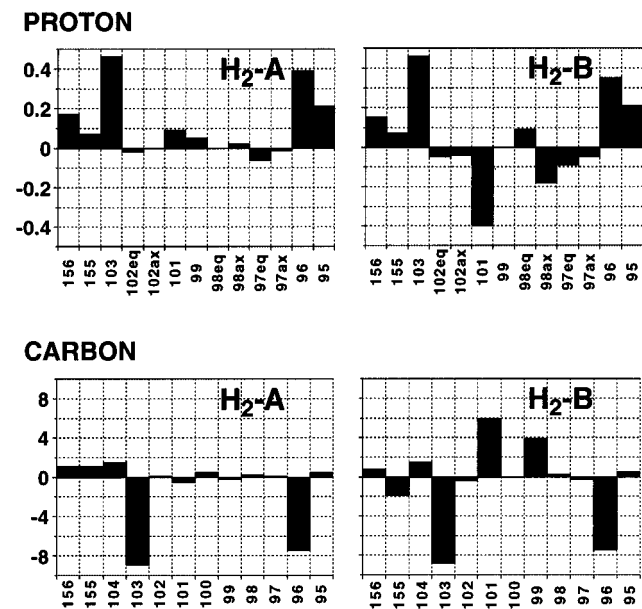 PROTON
H2-A
H2-B
0.4
0.2
0
-0.2
-0.4
156 155 103 102eq 102ax 101 99 98eq 98ax 97eq 97ax 96 95
156 155 103 102eq 102ax 101 99 98eq 98ax 97eq 97ax 96 95
CARBON
H2-A
H2-B
8
4
0
-4
-8
156 155 104 103 102 101 100 99 98 97 96 95
156 155 104 103 102 101 100 99 98 97 96 95